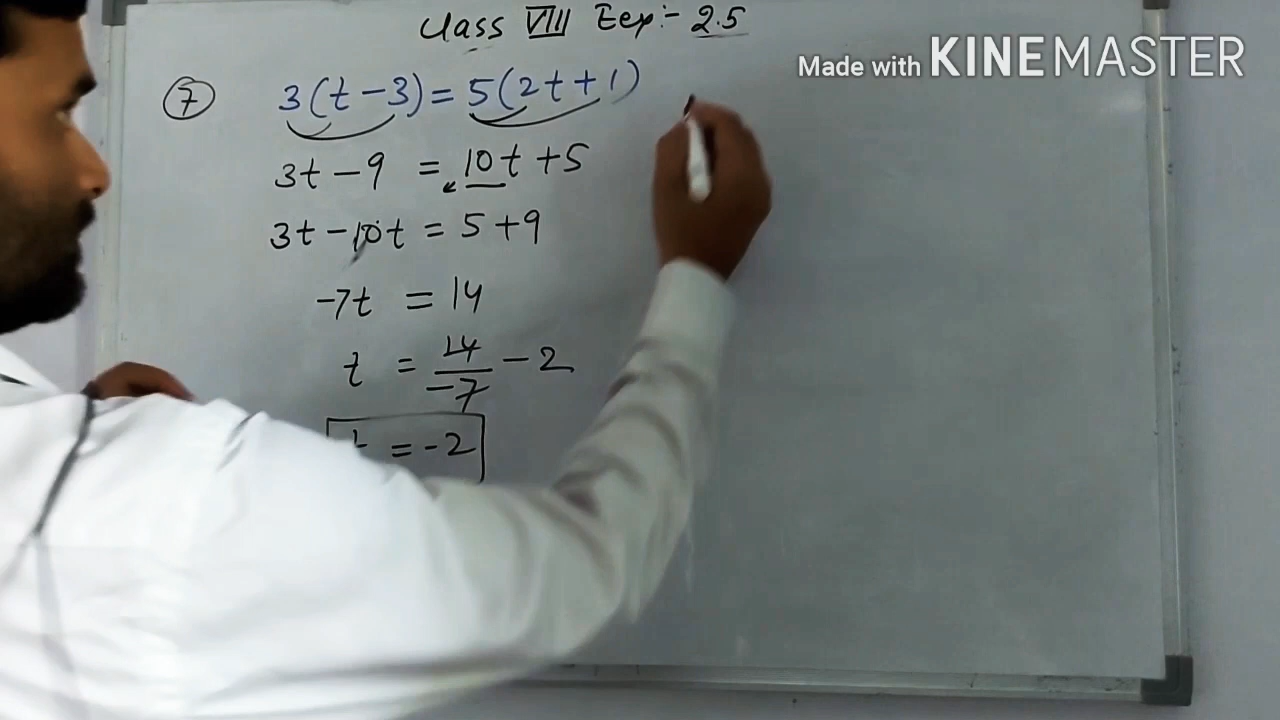 Class VIII Eex:- 2.5
Made with KINEMASTER
7 3(t-3)=5(2t+1)
3t-9 = 10t+5
3t-10t = 5+9
-7t = 14
t = 14/-7 -2
t = -2